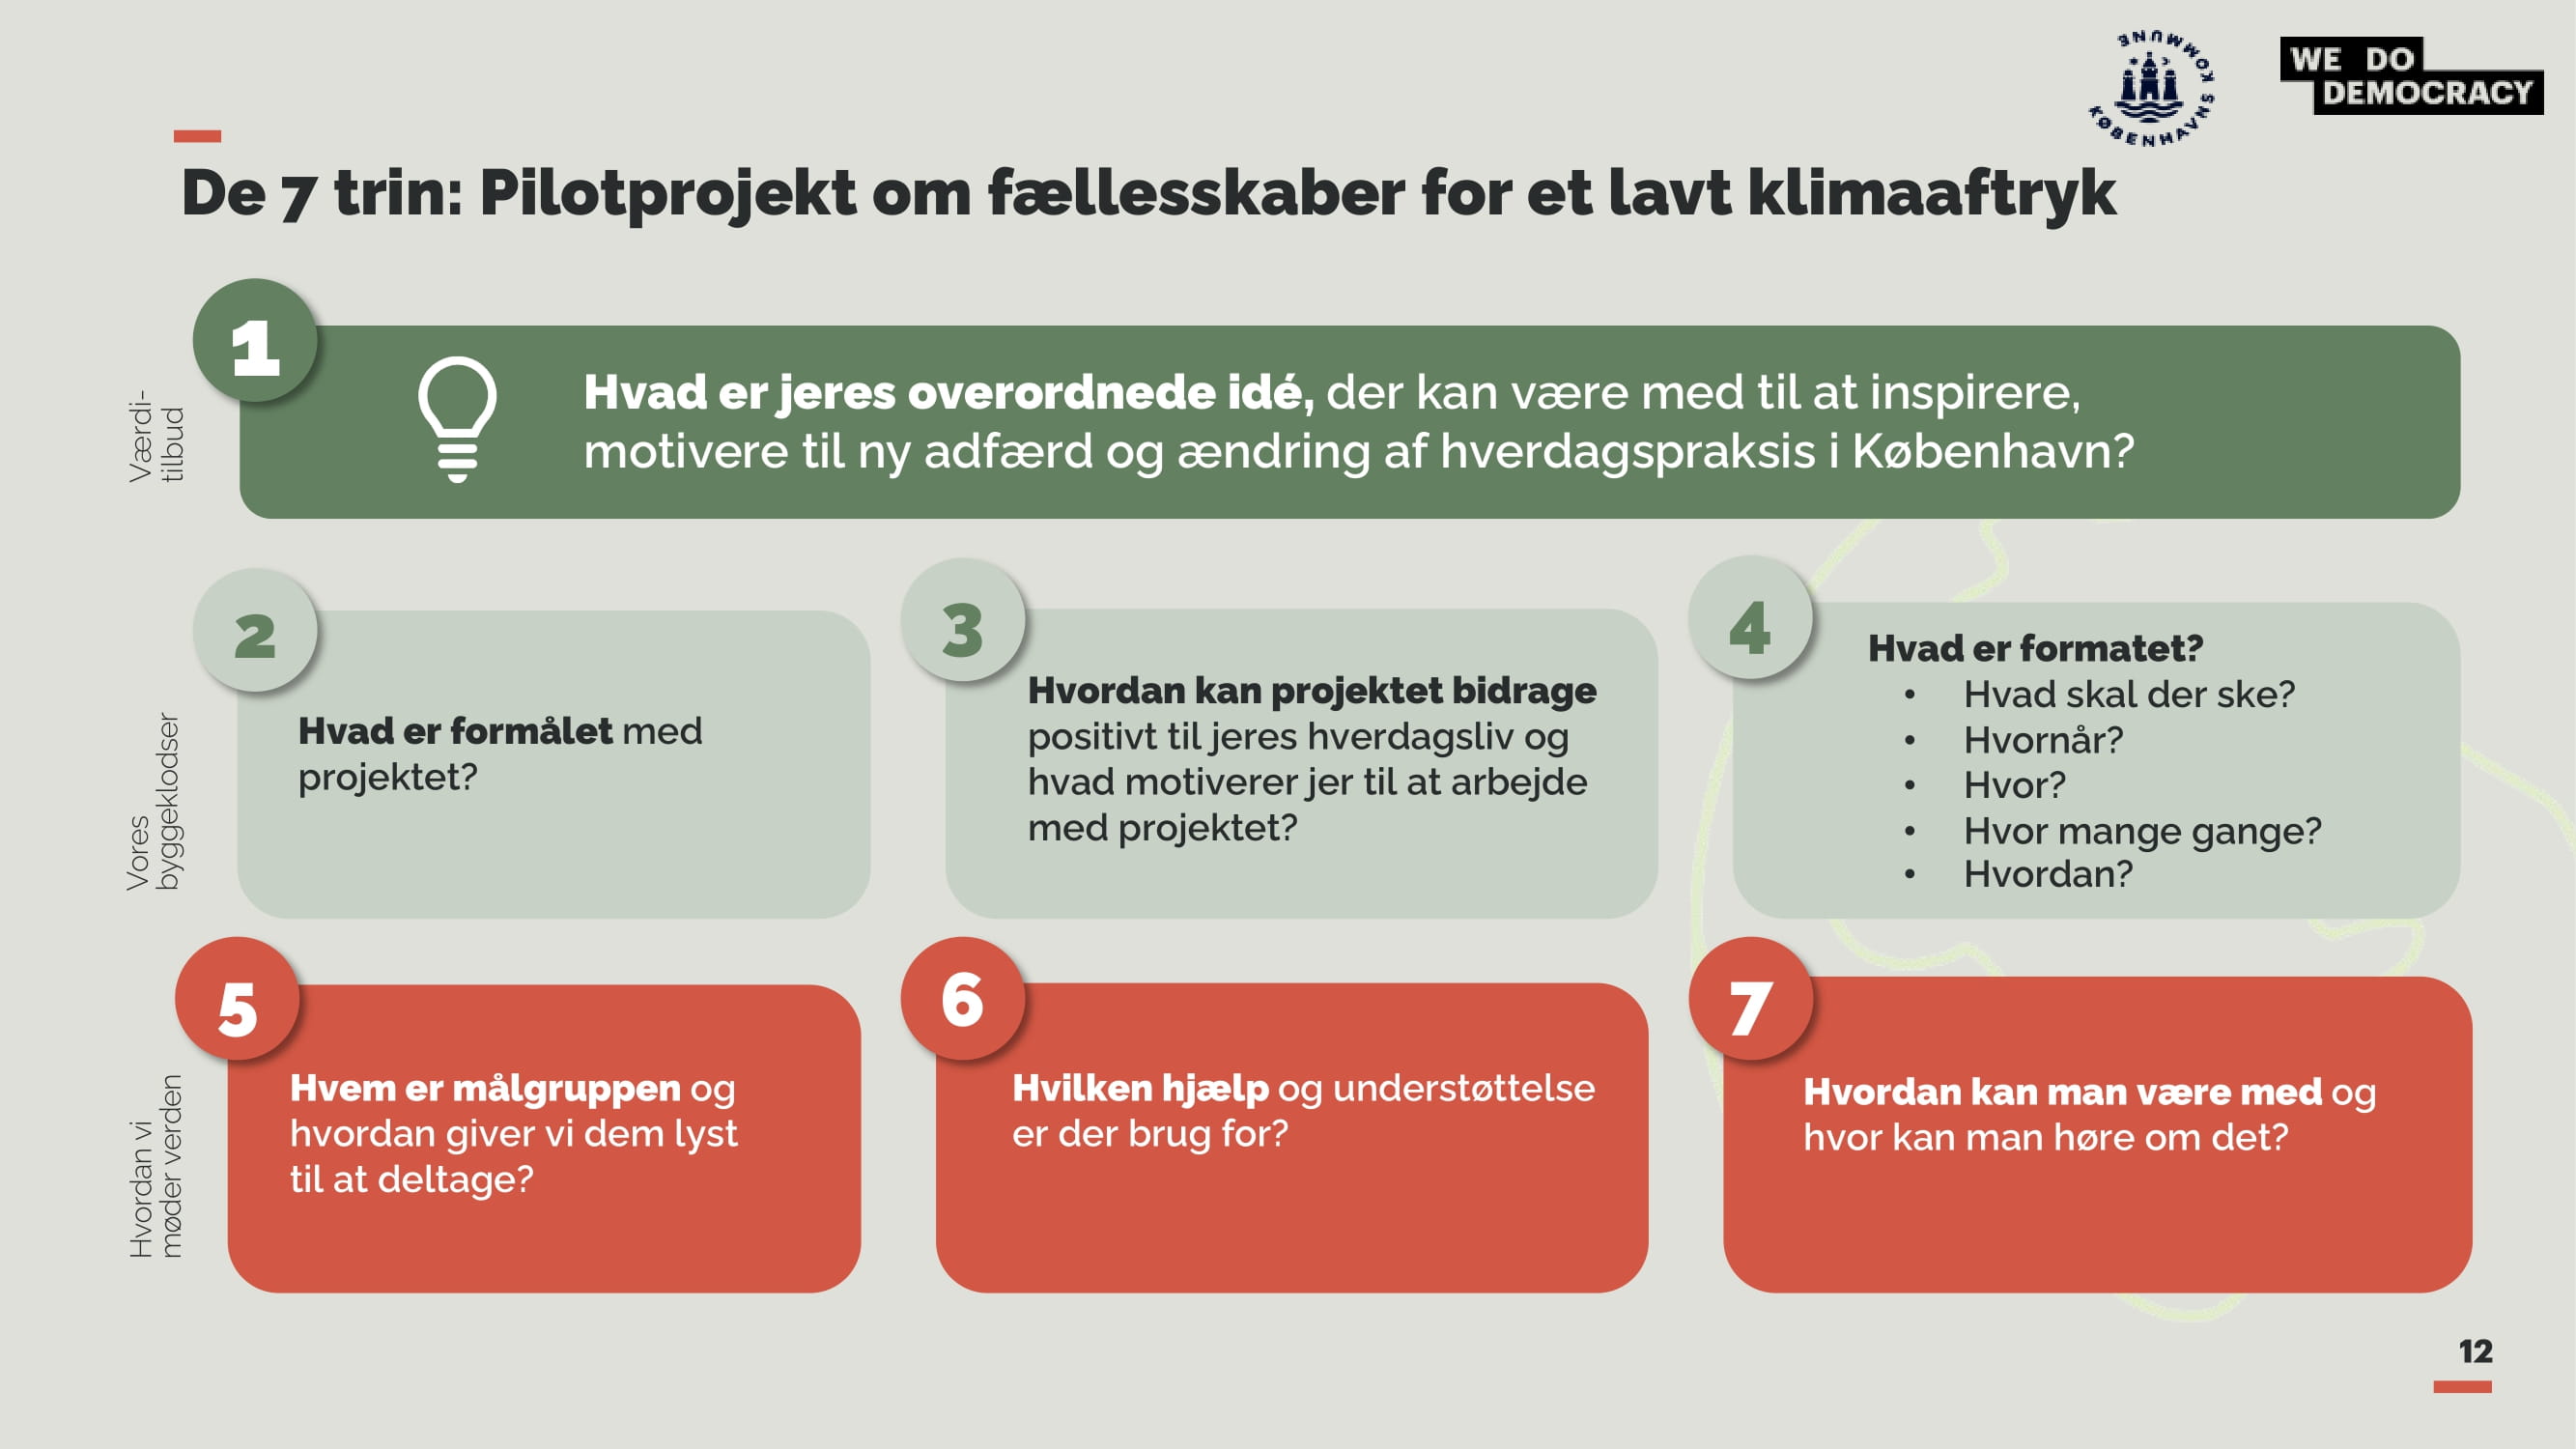 KØBENHAVNS KOMMUNE
WE DO
DEMOCRACY
De 7 trin: Pilotprojekt om fællesskaber for et lavt klimaaftryk
Værdi-
tilbud
1
Hvad er jeres overordnede idé, der kan være med til at inspirere,
motivere til ny adfærd og ændring af hverdagspraksis i København?
Vores
byggeklodser
2
Hvad er formålet med
projektet?
3
Hvordan kan projektet bidrage
positivt til jeres hverdagsliv og
hvad motiverer jer til at arbejde
med projektet?
4
Hvad er formatet?
• Hvad skal der ske?
• Hvornår?
• Hvor?
• Hvor mange gange?
• Hvordan?
Hvordan vi
møder verden
5
Hvem er målgruppen og
hvordan giver vi dem lyst
til at deltage?
6
Hvilken hjælp og understøttelse
er der brug for?
7
Hvordan kan man være med og
hvor kan man høre om det?
12